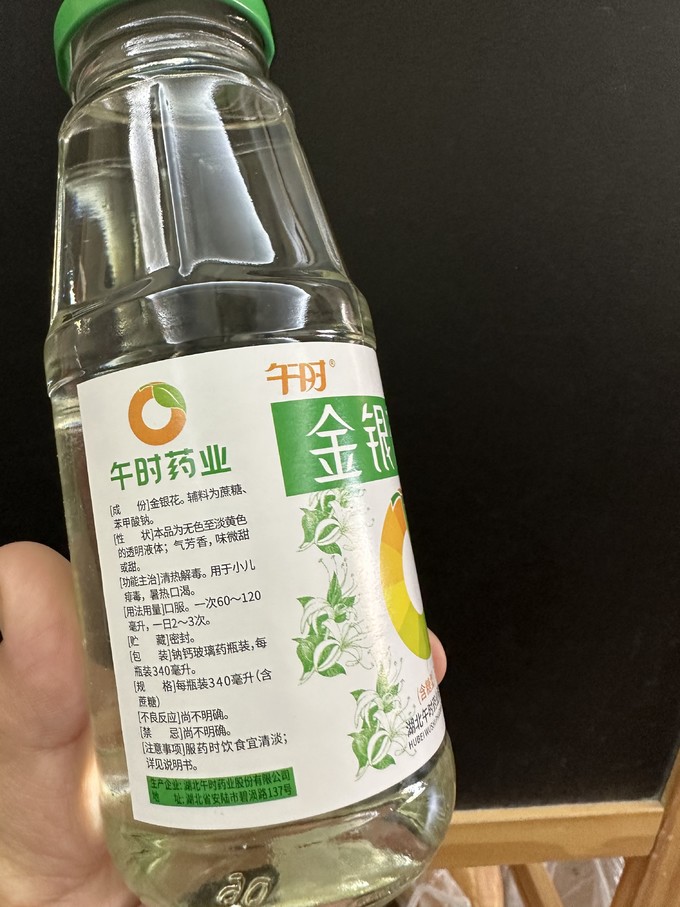 午时药业
[成 份]金银花。辅料为蔗糖、
苯甲酸钠。
[性 状]本品为无色至淡黄色
的透明液体；气芳香，味微甜
或甜。
[功能主治]清热解毒。用于小儿
痱毒，暑热口渴。
[用法用量]口服。一次60～120
毫升，一日2～3次。
[贮 藏]密封。
[包 装]钠钙玻璃药瓶装，每
瓶装340毫升。
[规 格]每瓶装340毫升(含
蔗糖)
[不良反应]尚不明确。
[禁 忌]尚不明确。
[注意事项]服药时饮食宜清淡；
详见说明书。
生产企业：湖北午时药业股份有限公司
地 址：湖北省安陆市碧涢路137号
午时®
金银
湖北午时药
HUBEI WUSHI